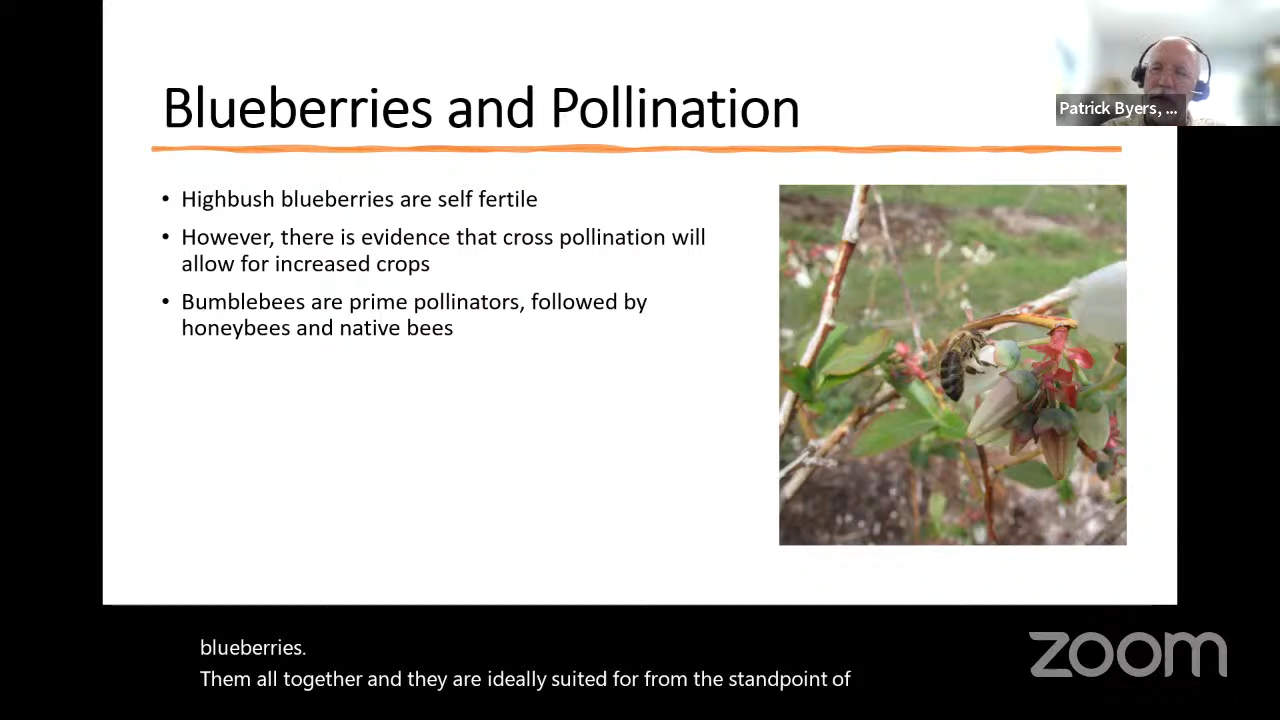 Blueberries and Pollination
Patrick Byers, ...
• Highbush blueberries are self fertile
• However, there is evidence that cross pollination will
allow for increased crops
• Bumblebees are prime pollinators, followed by
honeybees and native bees
blueberries.
Them all together and they are ideally suited for from the standpoint of
zoom